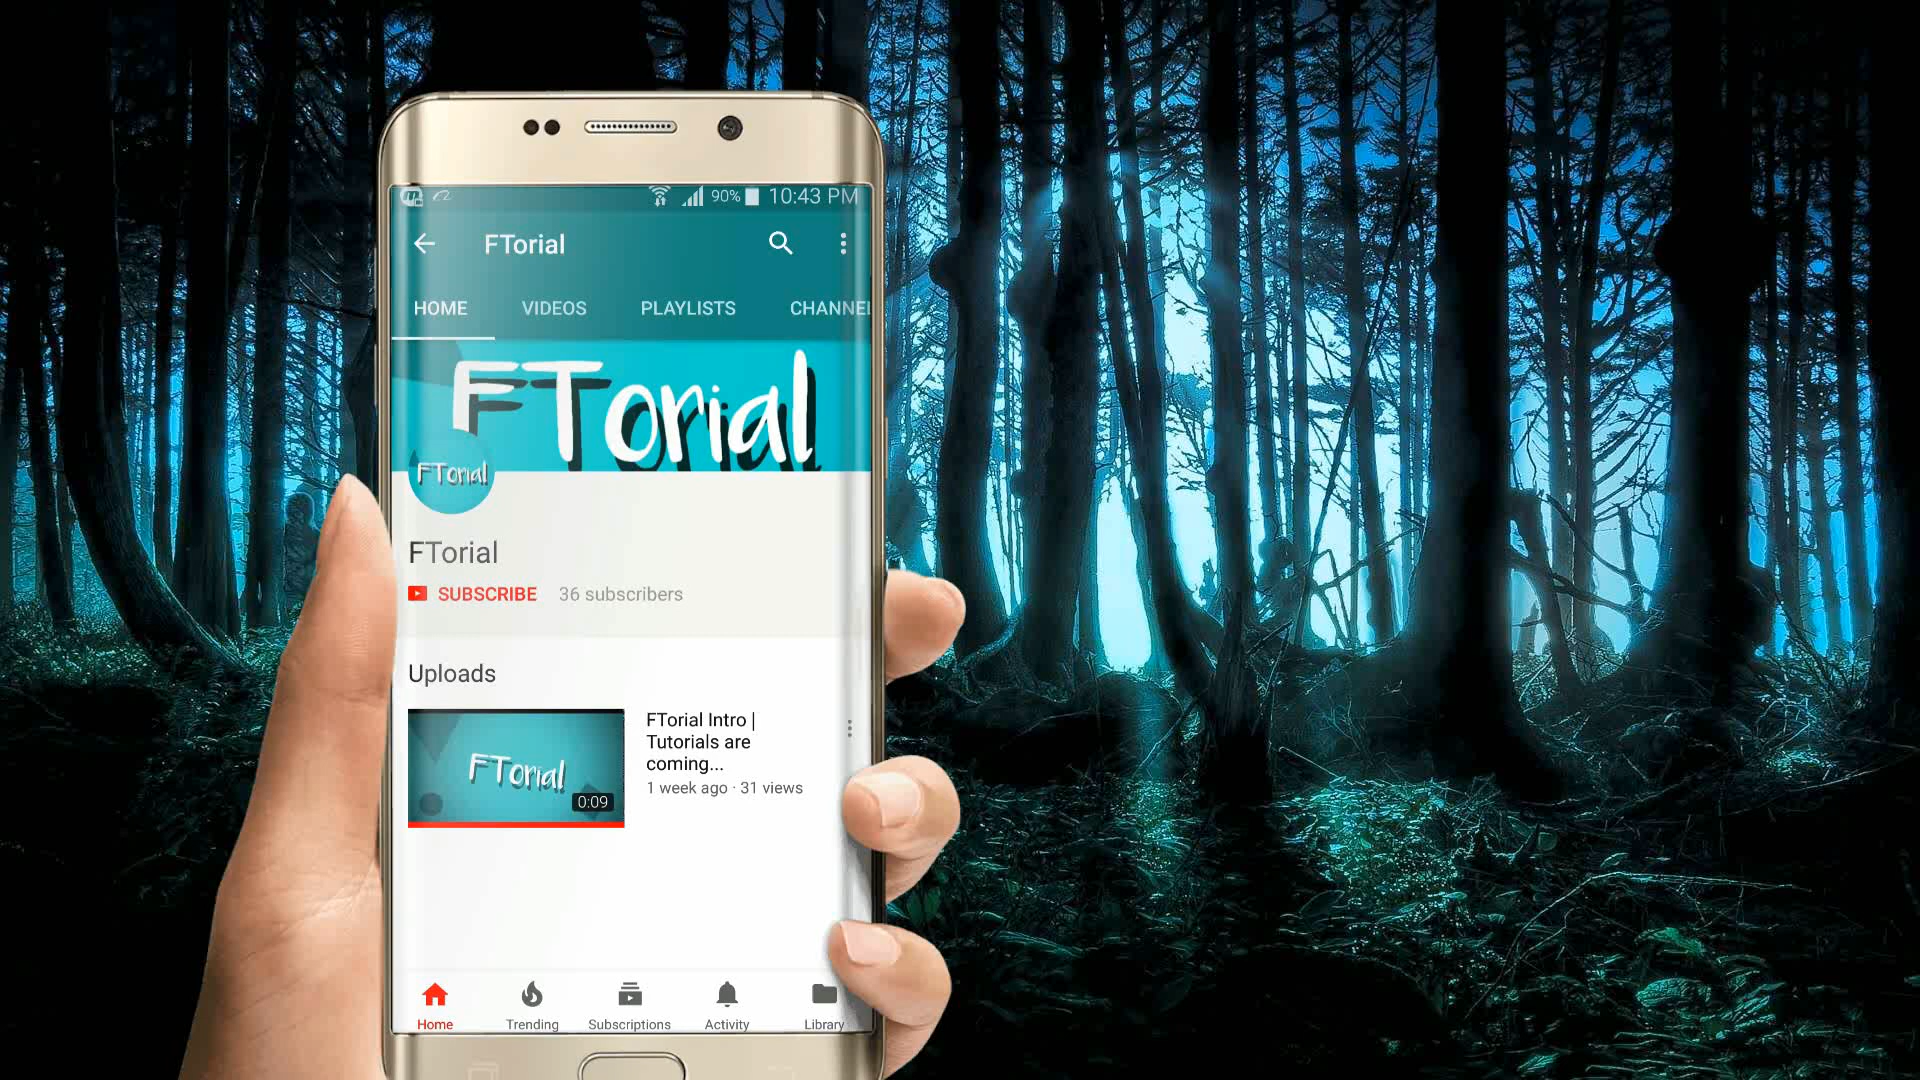 90% 10:43 PM
FTorial
HOME VIDEOS PLAYLISTS CHANNEL
FTorial
FTorial
FTorial
SUBSCRIBE 36 subscribers
Uploads
FTorial
0:09
FTorial Intro |
Tutorials are
coming...
1 week ago · 31 views
Home Trending Subscriptions Activity Library